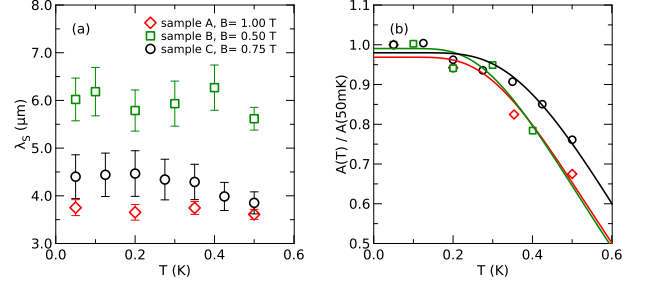 8.0
7.0
6.0
5.0
4.0
3.0
λS (μm)
(a)
sample A, B= 1.00 T
sample B, B= 0.50 T
sample C, B= 0.75 T
0.0 0.2 0.4 0.6
T (K)
1.1
1.0
0.9
0.8
0.7
0.6
0.5
A(T) / A(50mK)
(b)
0.0 0.2 0.4 0.6
T (K)